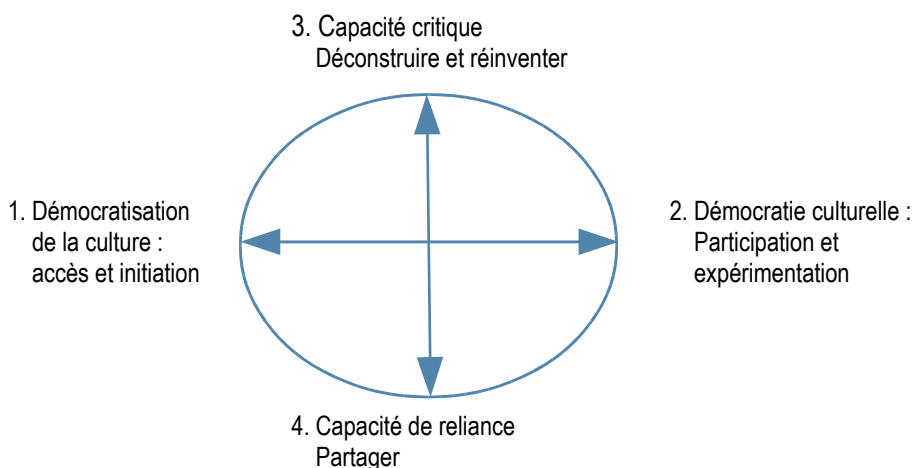 3. Capacité critique
Déconstruire et réinventer
1. Démocratisation
de la culture :
accès et initiation
2. Démocratie culturelle :
Participation et
expérimentation
4. Capacité de reliance
Partager